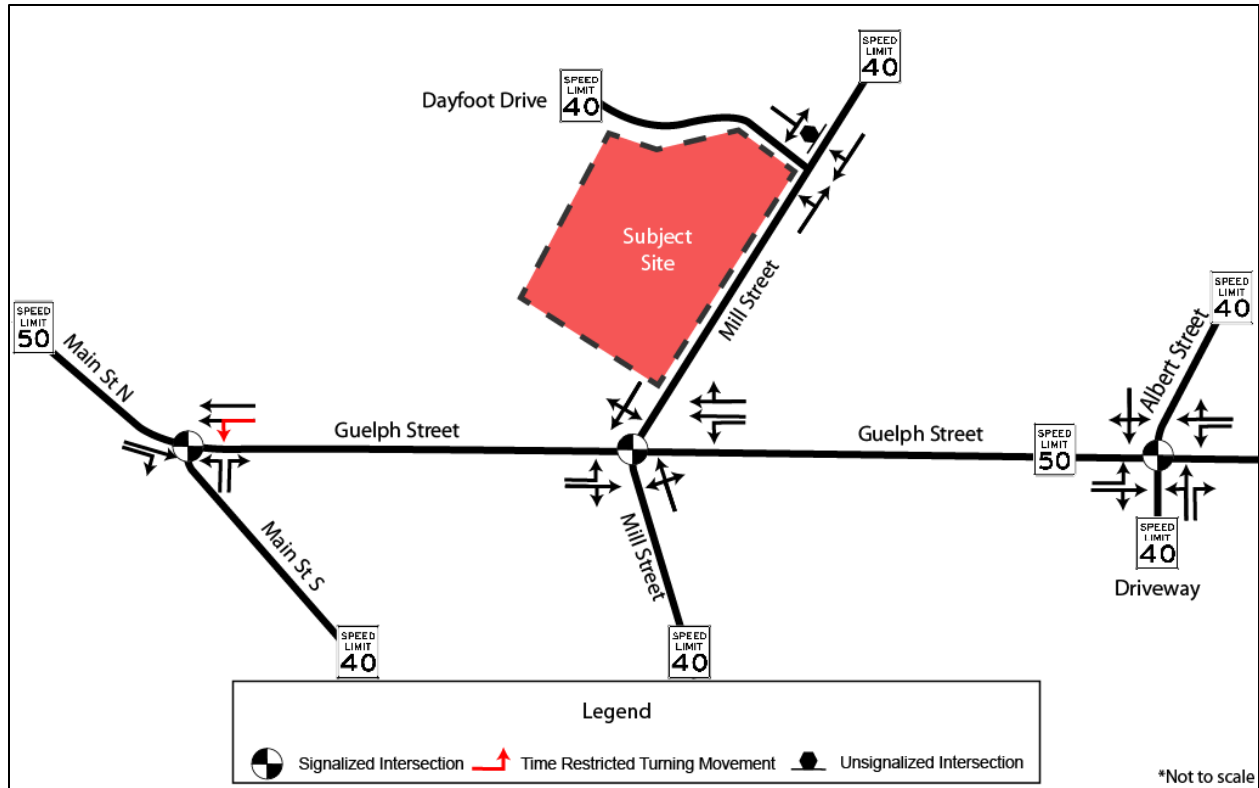 SPEED
LIMIT
40
SPEED
LIMIT
40
Dayfoot Drive
Subject
Site
Mill Street
SPEED
LIMIT
40
Albert Street
SPEED
LIMIT
50
Main St N
Guelph Street
Guelph Street
SPEED
LIMIT
50
Main St S
Mill Street
SPEED
LIMIT
40
Driveway
SPEED
LIMIT
40
SPEED
LIMIT
40
Legend
Signalized Intersection
Time Restricted Turning Movement
Unsignalized Intersection
*Not to scale